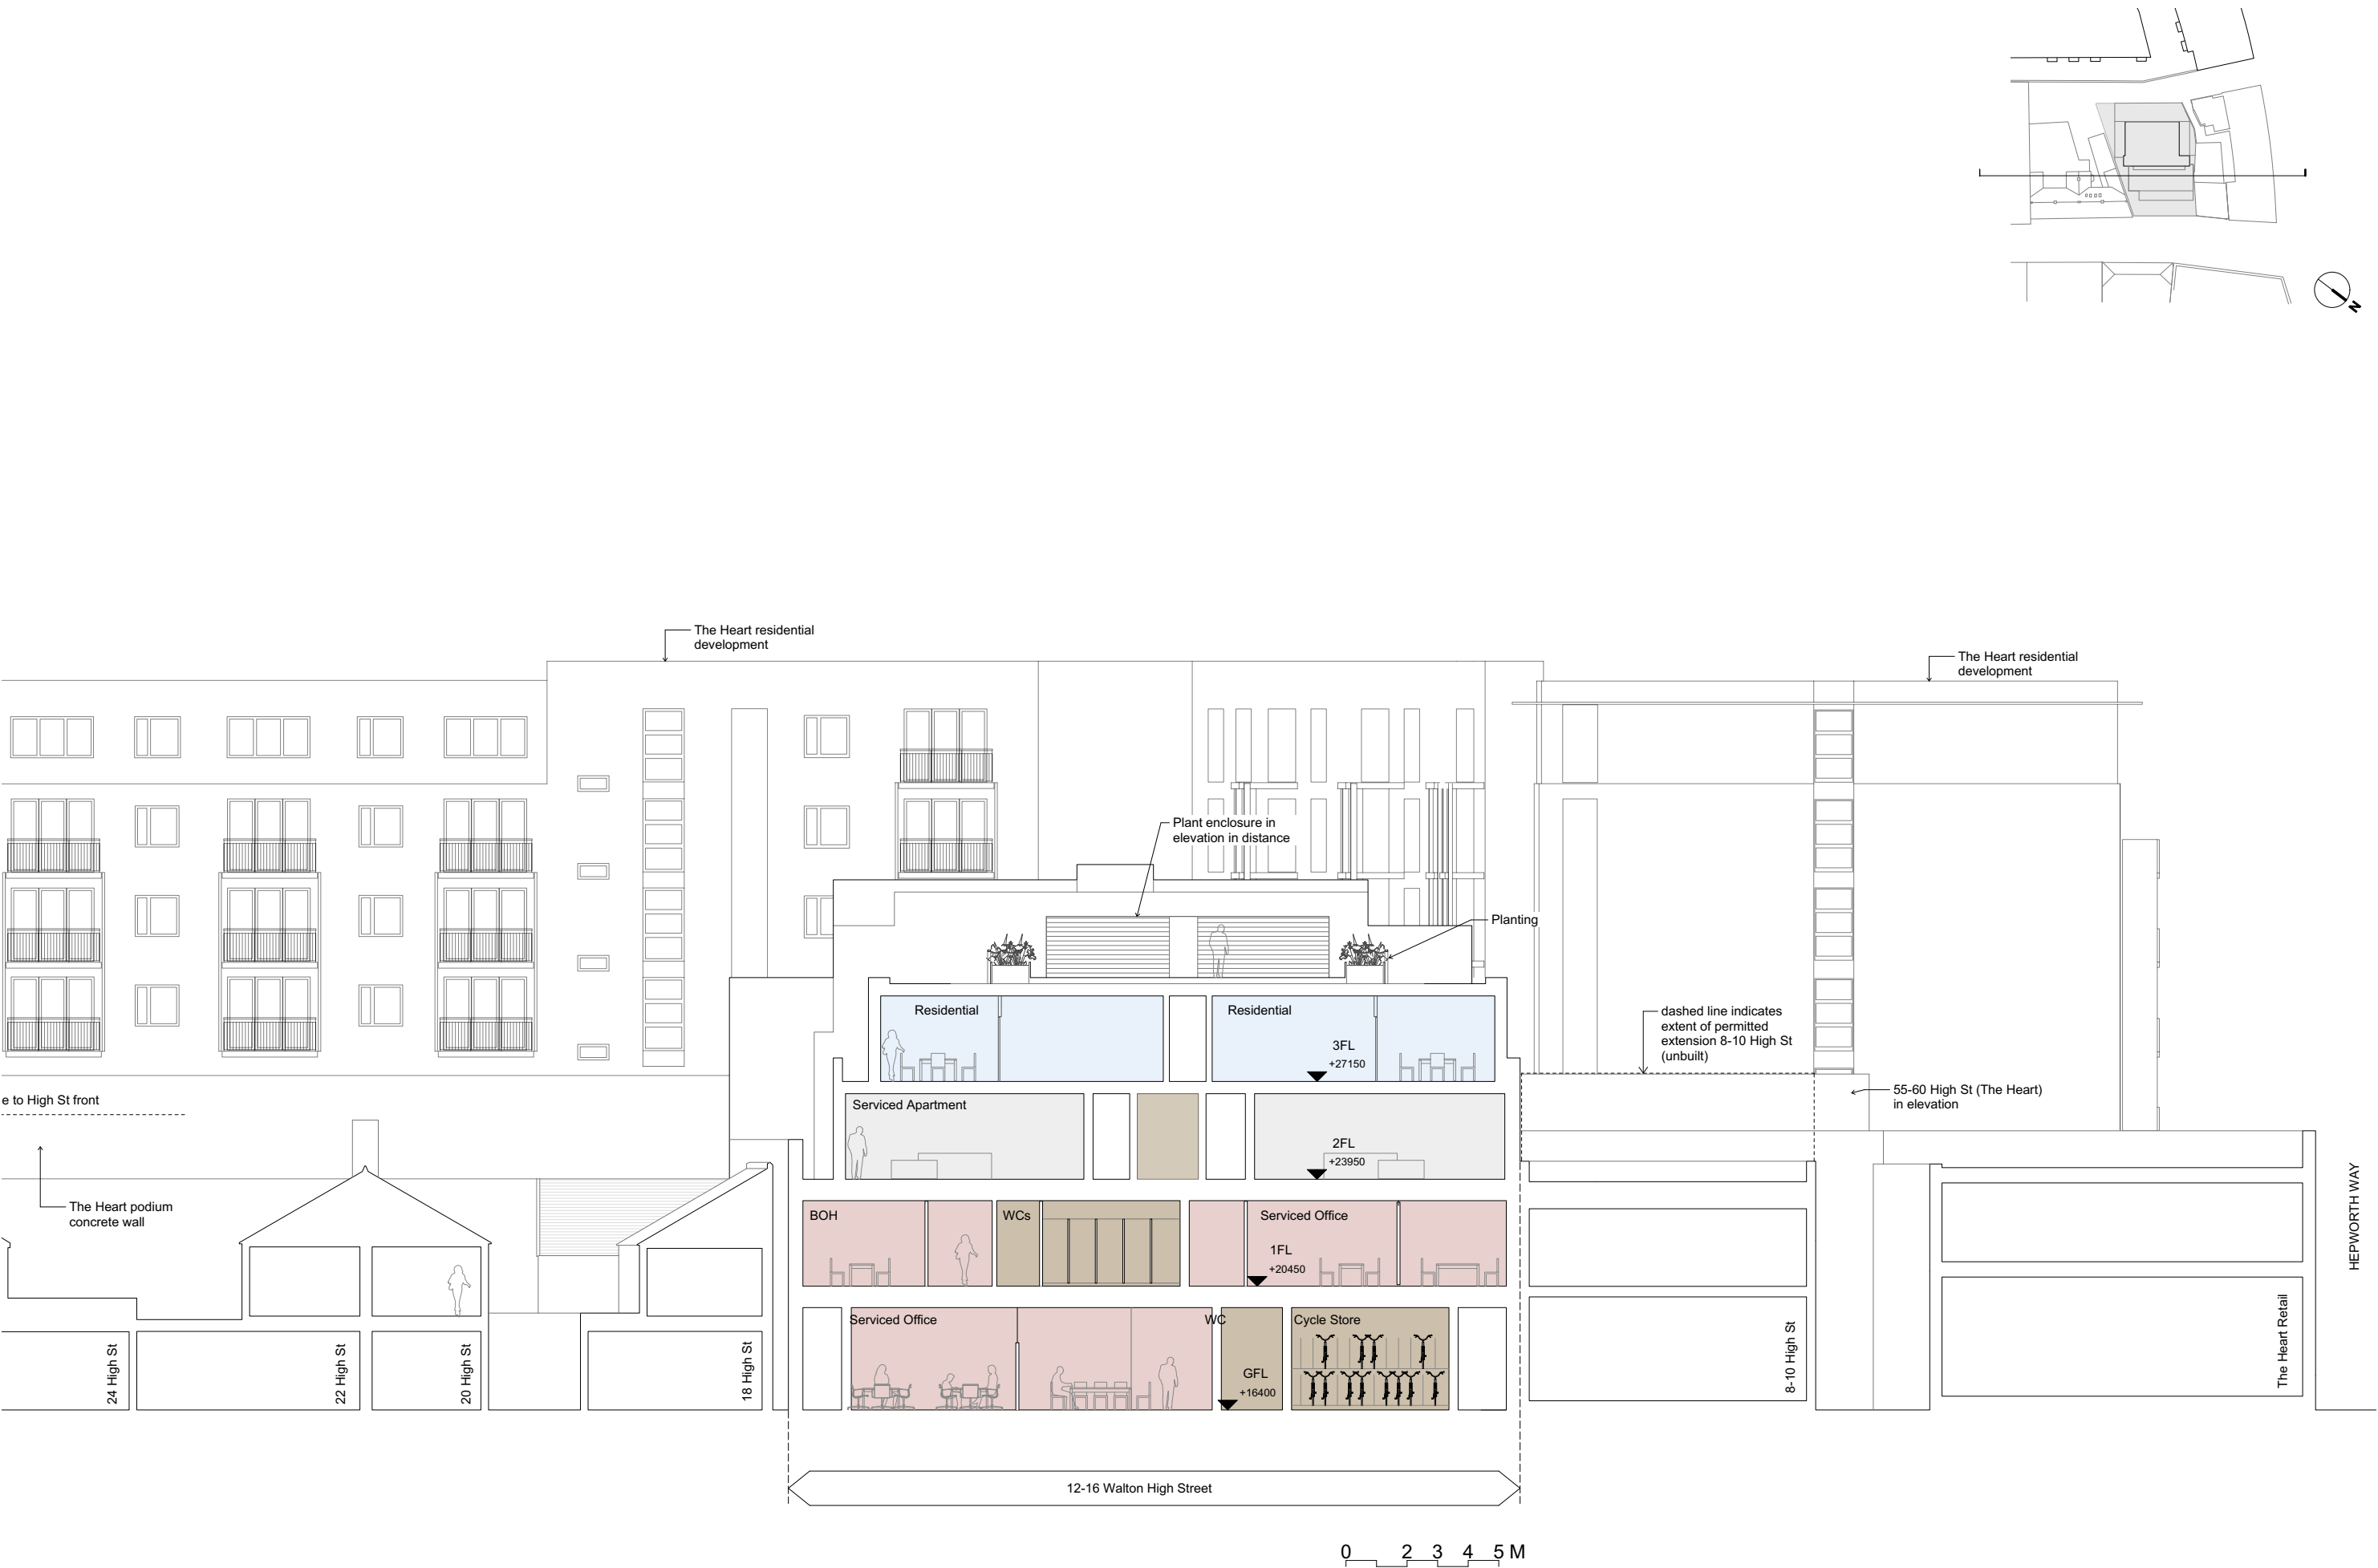 N
The Heart residential
development
The Heart residential
development
Plant enclosure in
elevation in distance
Planting
Residential
Residential
3FL
+27150
dashed line indicates
extent of permitted
extension 8-10 High St
(unbuilt)
e to High St front
55-60 High St (The Heart)
in elevation
Serviced Apartment
2FL
+23950
The Heart podium
concrete wall
BOH
WCs
Serviced Office
1FL
+20450
HEPWORTH WAY
Serviced Office
WC
Cycle Store
GFL
+16400
24 High St
22 High St
20 High St
18 High St
8-10 High St
The Heart Retail
12-16 Walton High Street
0 2 3 4 5 M